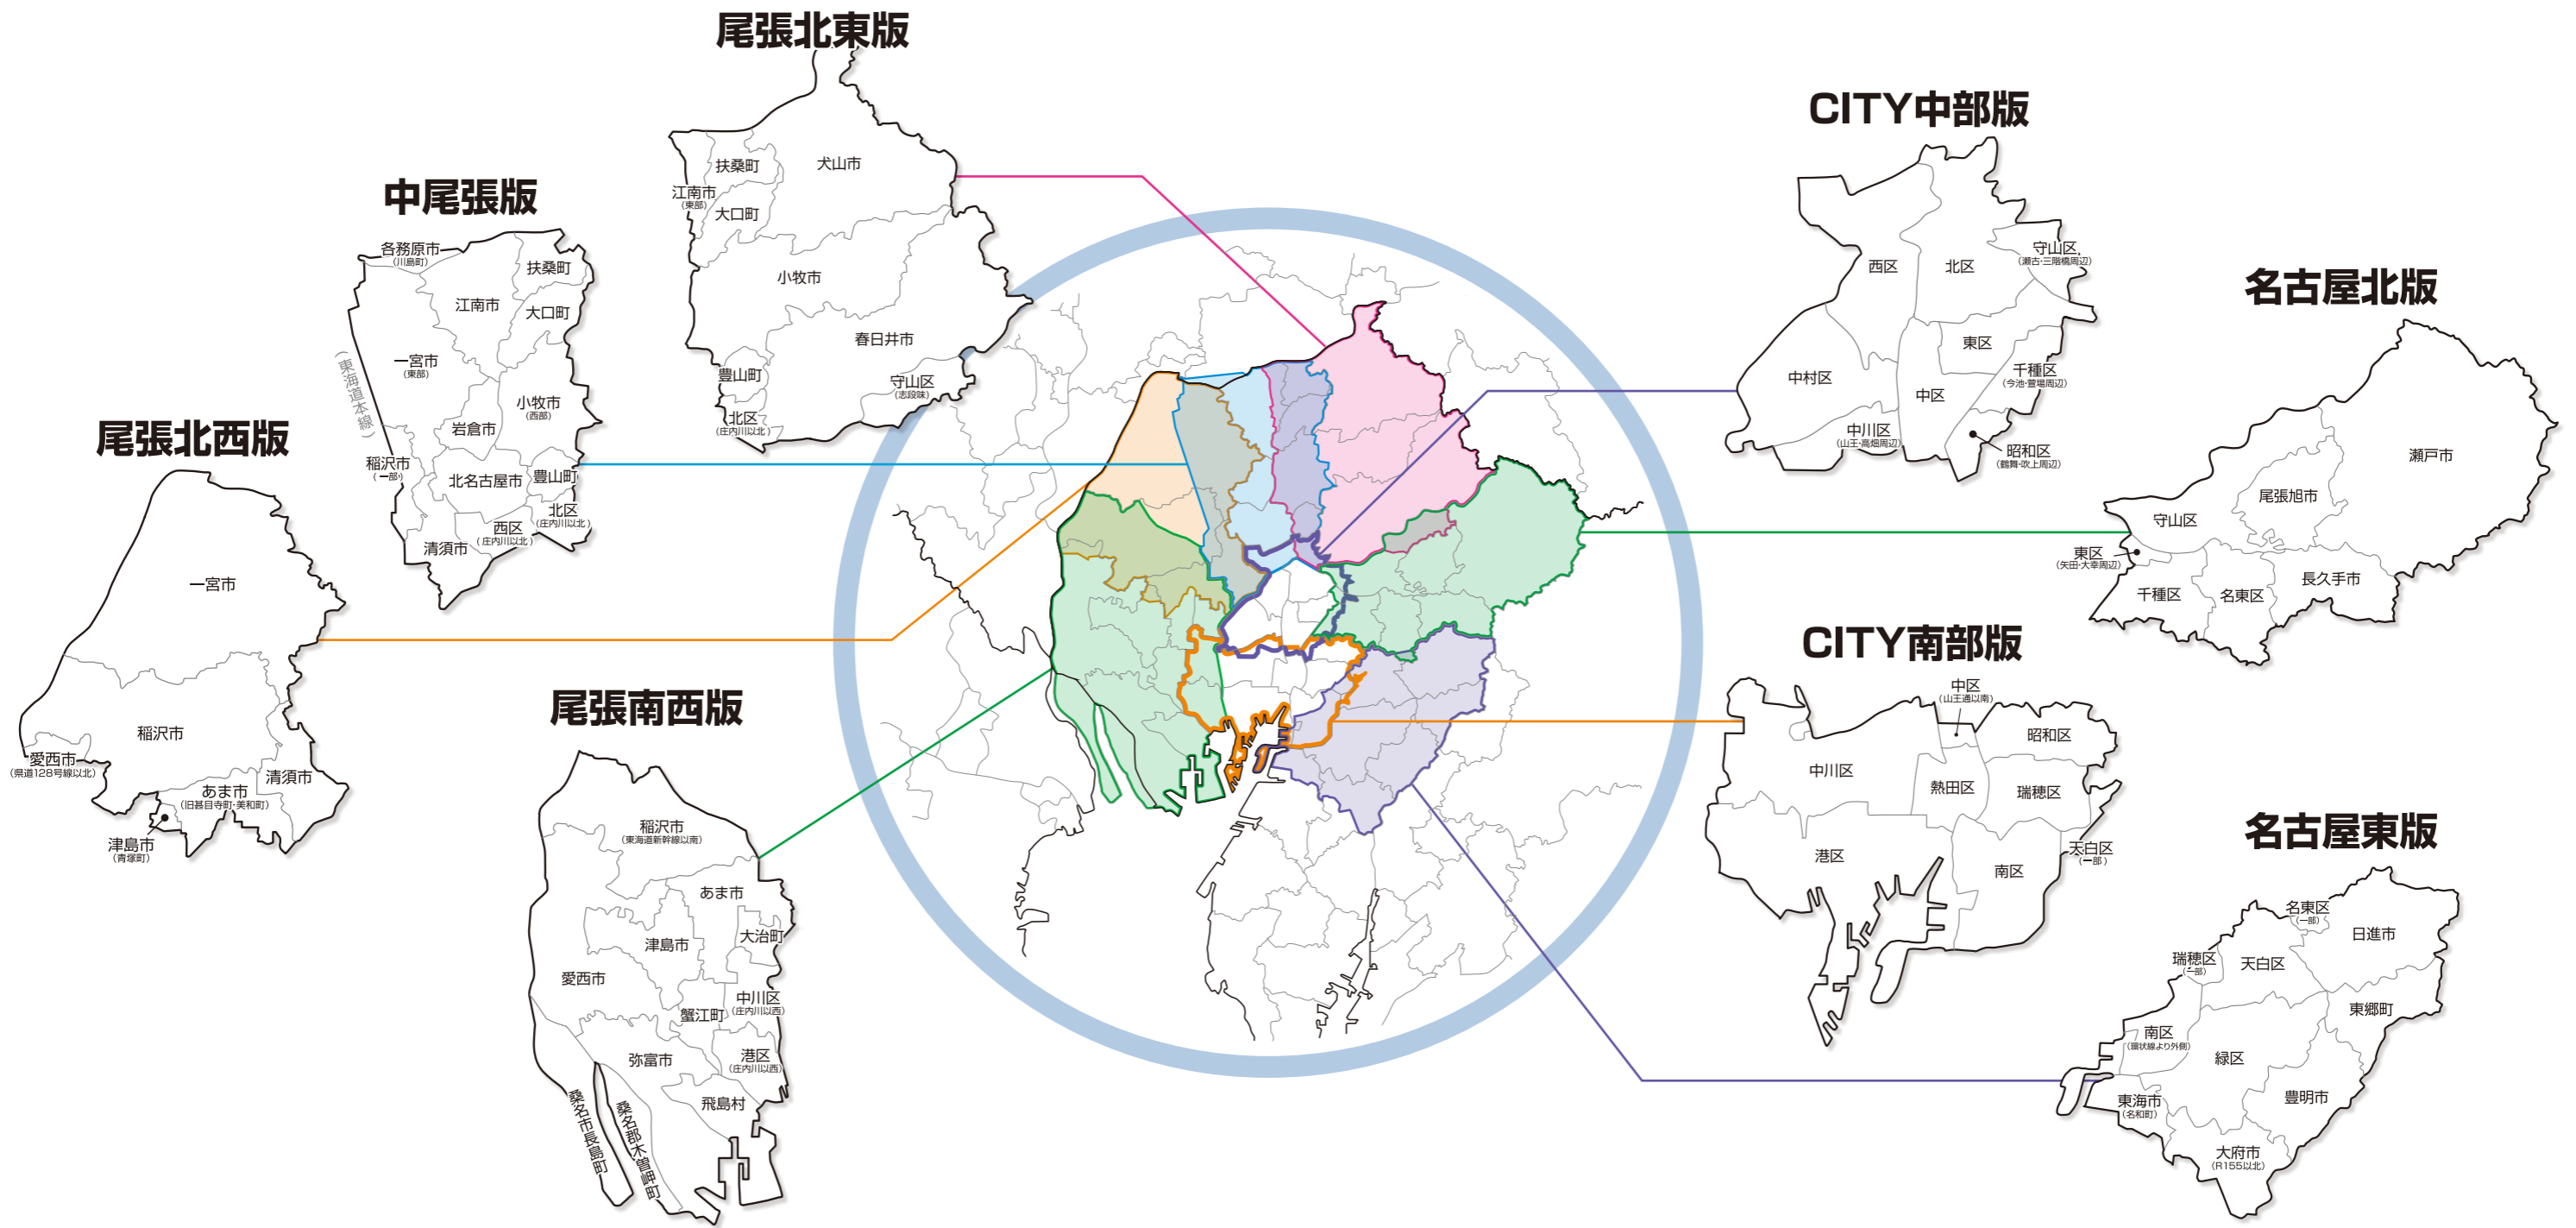 尾張北東版
扶桑町
犬山市
江南市
(東部)
大口町
小牧市
春日井市
豊山町
守山区
(志段味)
北区
(庄内川以北)
中尾張版
各務原市
(川島町)
扶桑町
江南市
大口町
一宮市
(東部)
(東海道本線)
小牧市
(西部)
岩倉市
稲沢市
(一部)
北名古屋市
豊山町
北区
(庄内川以北)
西区
(庄内川以北)
清須市
尾張北西版
一宮市
稲沢市
愛西市
(県道128号線以北)
清須市
あま市
(旧甚目寺町・美和町)
津島市
(青塚町)
尾張南西版
稲沢市
(東海道新幹線以南)
あま市
大治町
津島市
愛西市
中川区
(庄内川以西)
蟹江町
弥富市
港区
(庄内川以西)
飛島村
桑名市長島町
桑名郡木曽岬町
CITY中部版
守山区
(瀬古・三階橋周辺)
西区
北区
東区
千種区
(今池・萱場周辺)
中村区
中区
中川区
(山王・高畑周辺)
昭和区
(鶴舞・吹上周辺)
名古屋北版
瀬戸市
尾張旭市
守山区
東区
(矢田・大幸周辺)
長久手市
千種区
名東区
CITY南部版
中区
(山王通以南)
昭和区
中川区
熱田区
瑞穂区
港区
南区
天白区
(一部)
名古屋東版
名東区
(一部)
日進市
瑞穂区
(一部)
天白区
東郷町
南区
(環状線より外側)
緑区
豊明市
東海市
(名和町)
大府市
(R155以北)